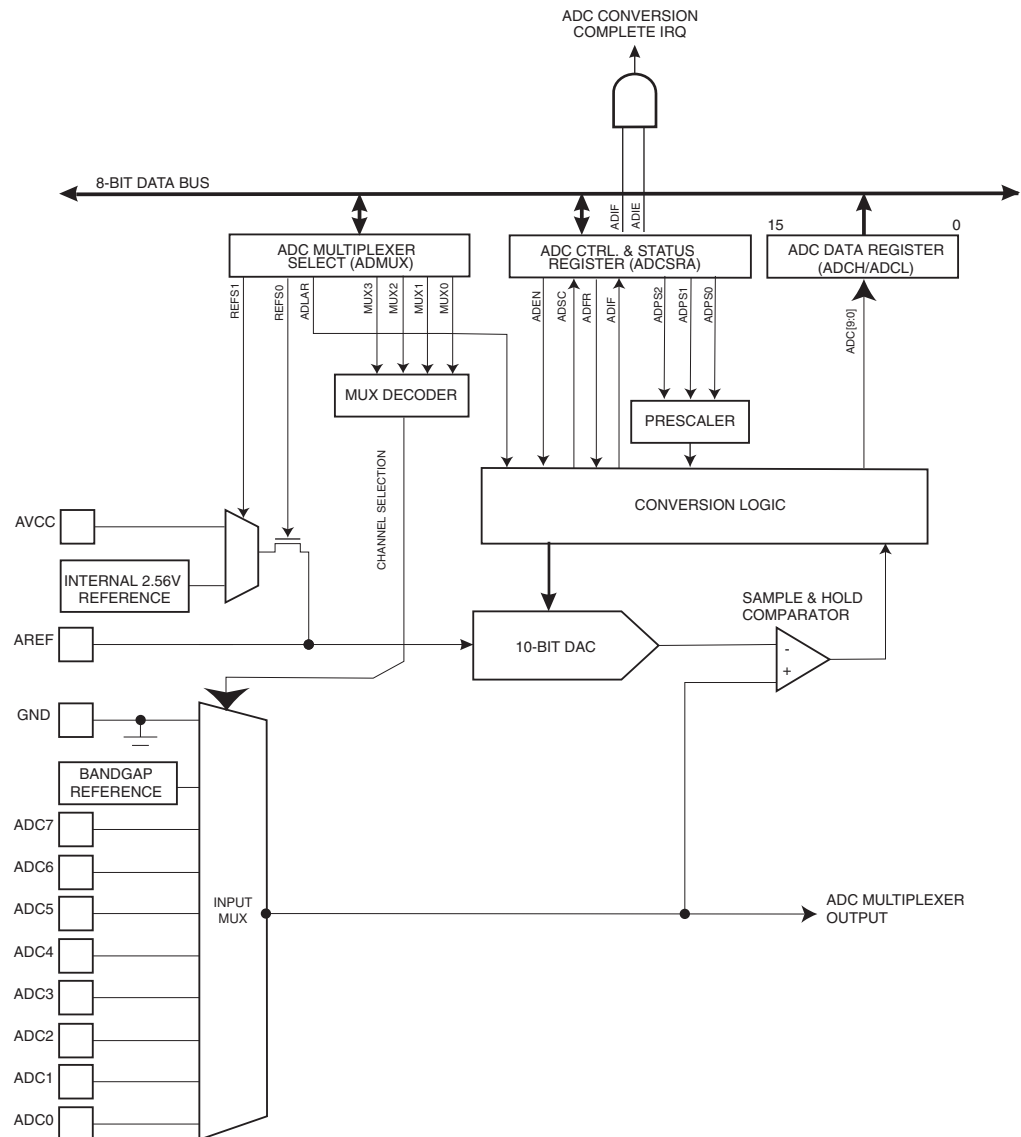 ADC CONVERSION
COMPLETE IRQ
8-BIT DATA BUS
ADIF
ADIE
15
0
ADC MULTIPLEXER
SELECT (ADMUX)
ADC CTRL. & STATUS
REGISTER (ADCSRA)
ADC DATA REGISTER
(ADCH/ADCL)
REFS1
REFS0
ADLAR
MUX3
MUX2
MUX1
MUX0
ADEN
ADSC
ADFR
ADIF
ADPS2
ADPS1
ADPS0
ADC[9:0]
MUX DECODER
PRESCALER
CHANNEL SELECTION
CONVERSION LOGIC
AVCC
INTERNAL 2.56V
REFERENCE
SAMPLE & HOLD
COMPARATOR
AREF
10-BIT DAC
-
+
GND
BANDGAP
REFERENCE
ADC7
ADC6
ADC5
INPUT
MUX
ADC MULTIPLEXER
OUTPUT
ADC4
ADC3
ADC2
ADC1
ADC0